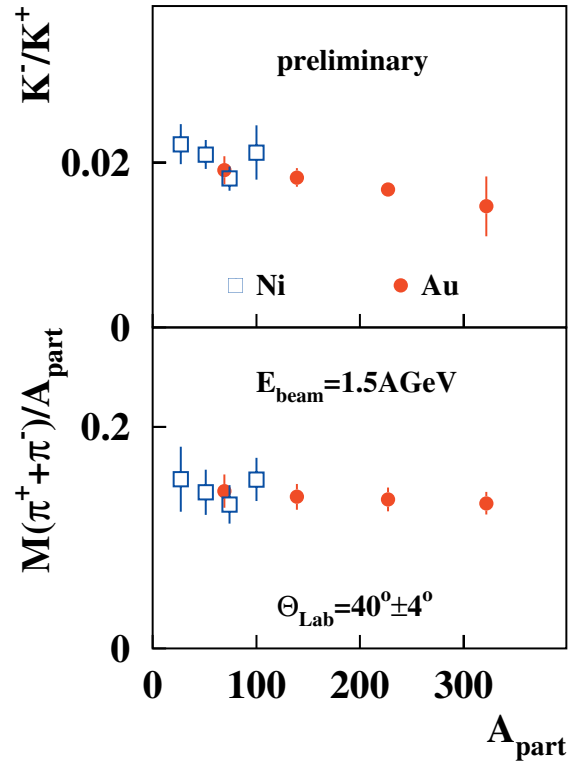 K⁻/K⁺
preliminary
0.02
Ni
Au
0
M(π⁺+π⁻)/A_part
E_beam=1.5AGeV
0.2
Θ_Lab=40°±4°
0
0 100 200 300
A_part